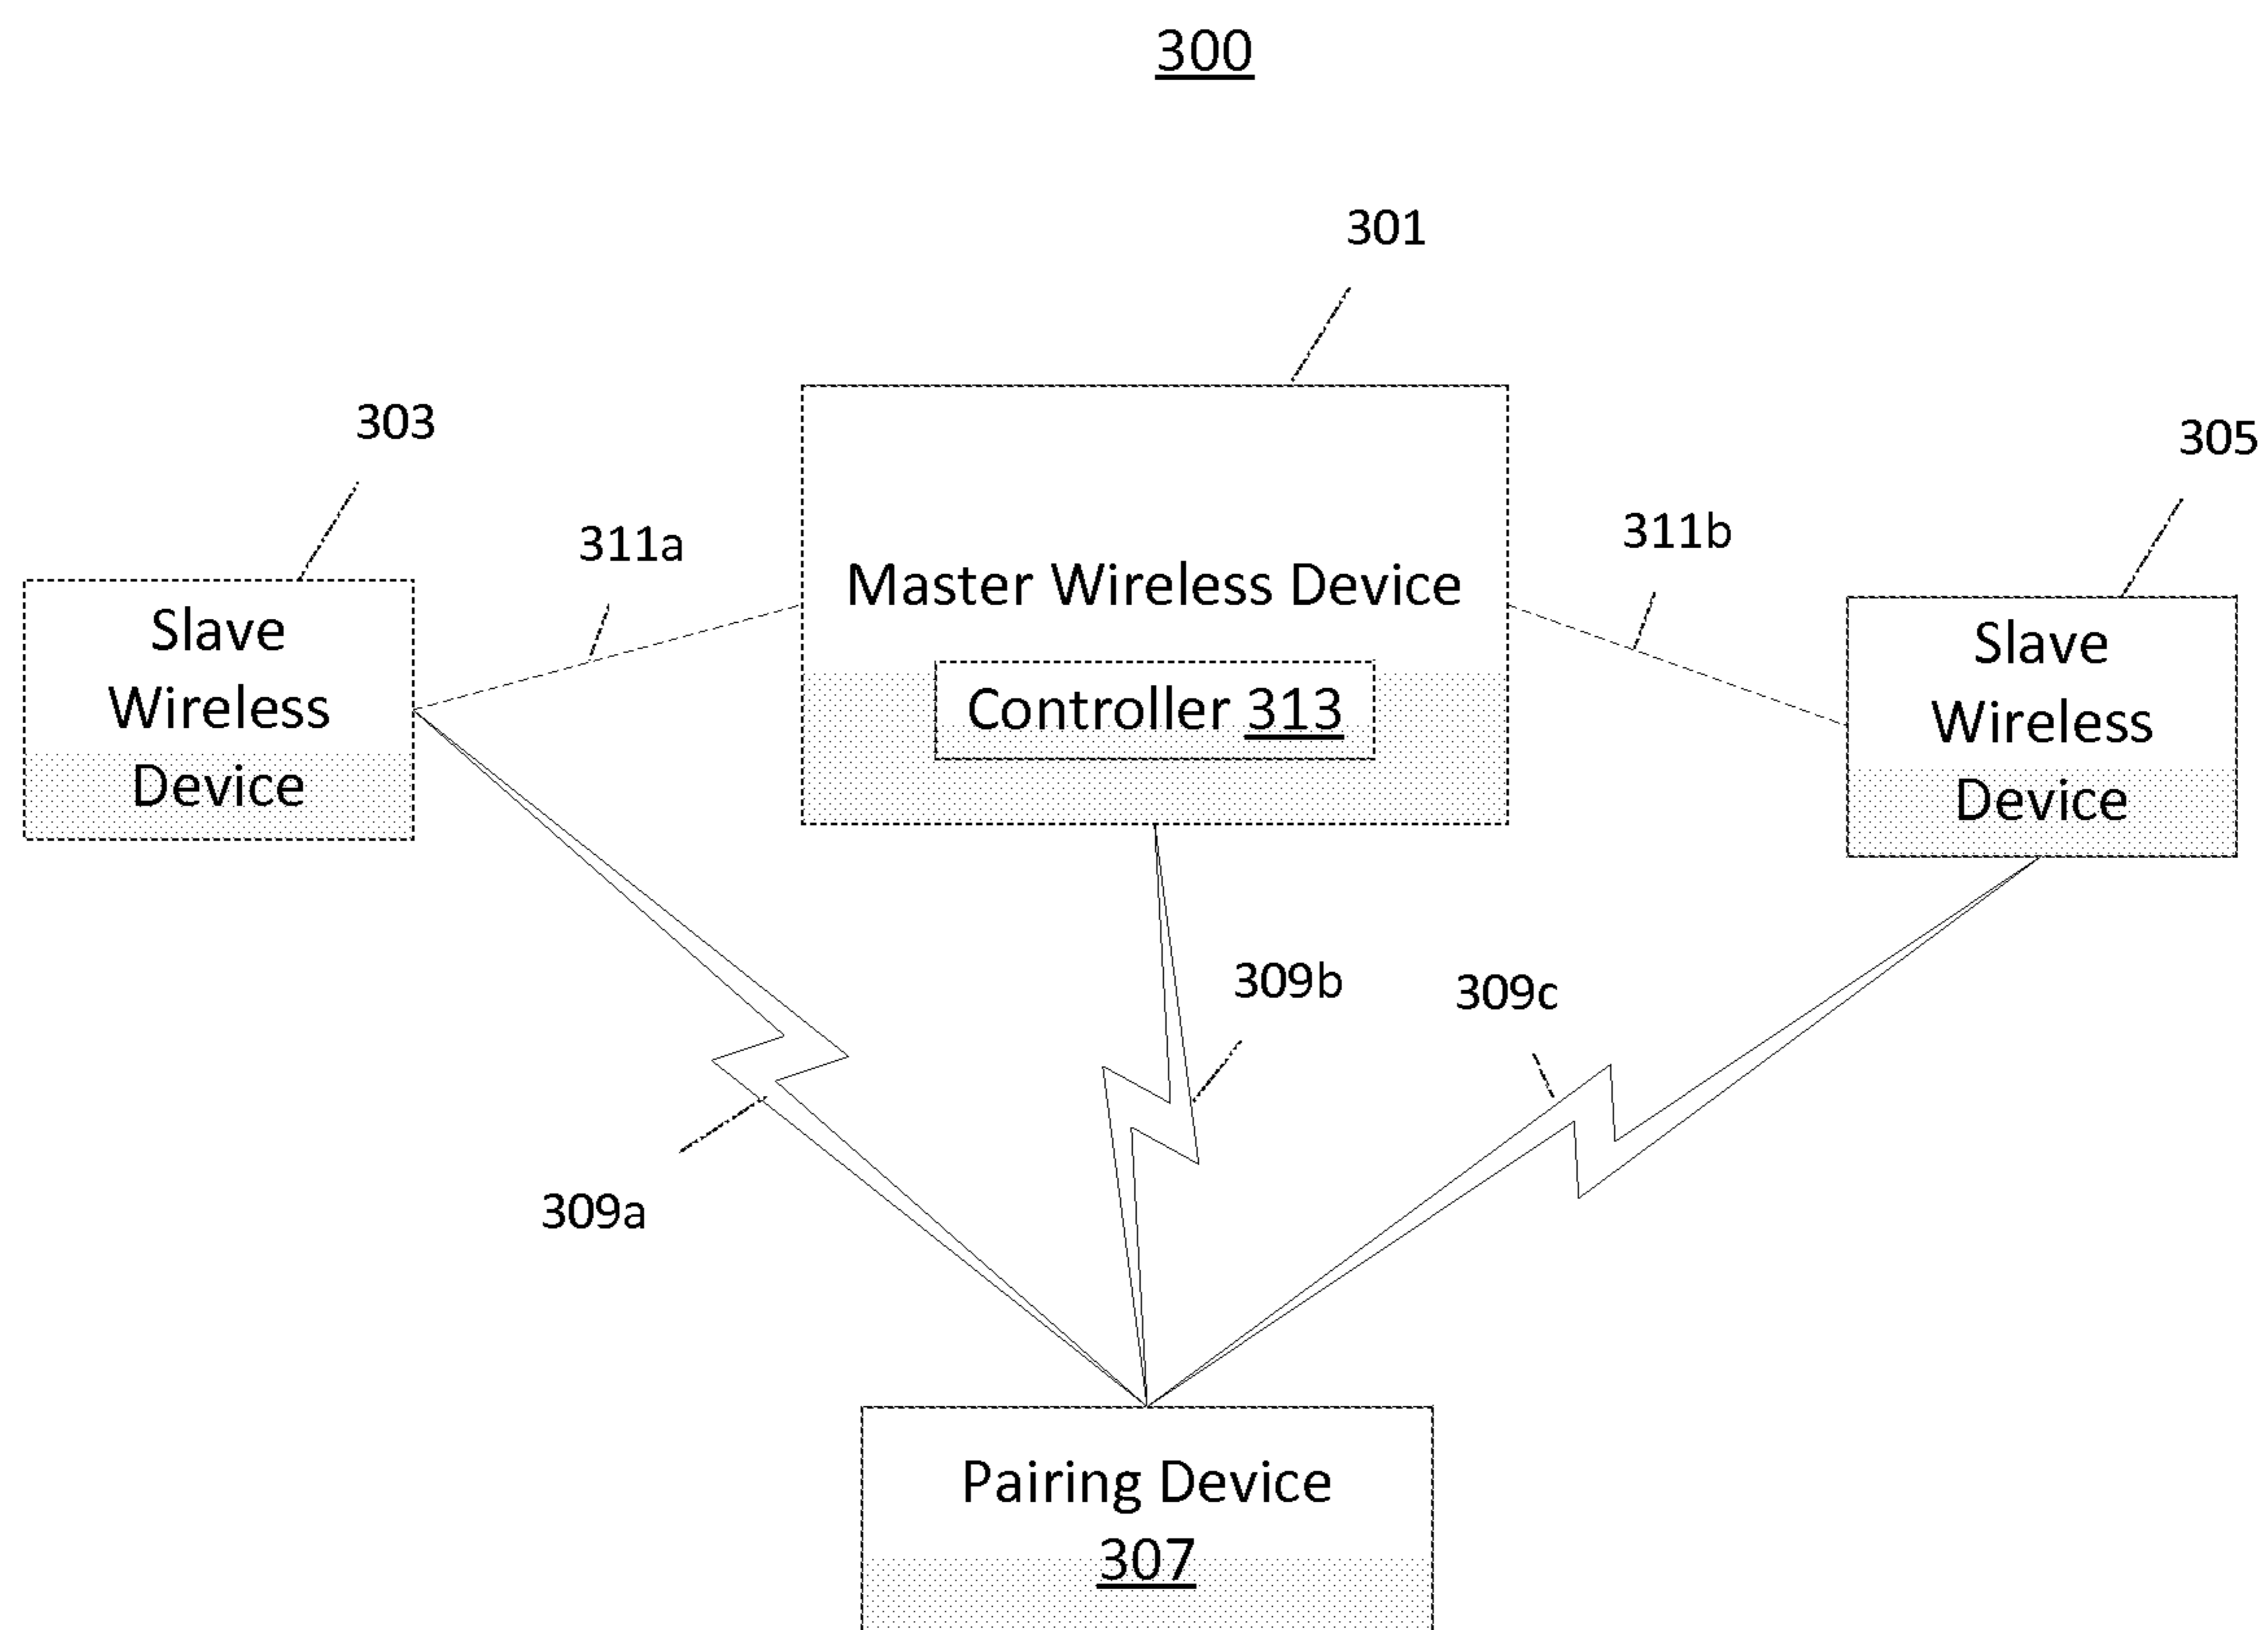 300
301
303
305
311a
311b
Master Wireless Device
Slave
Wireless
Device
Slave
Wireless
Device
Controller 313
309b
309c
309a
Pairing Device
307